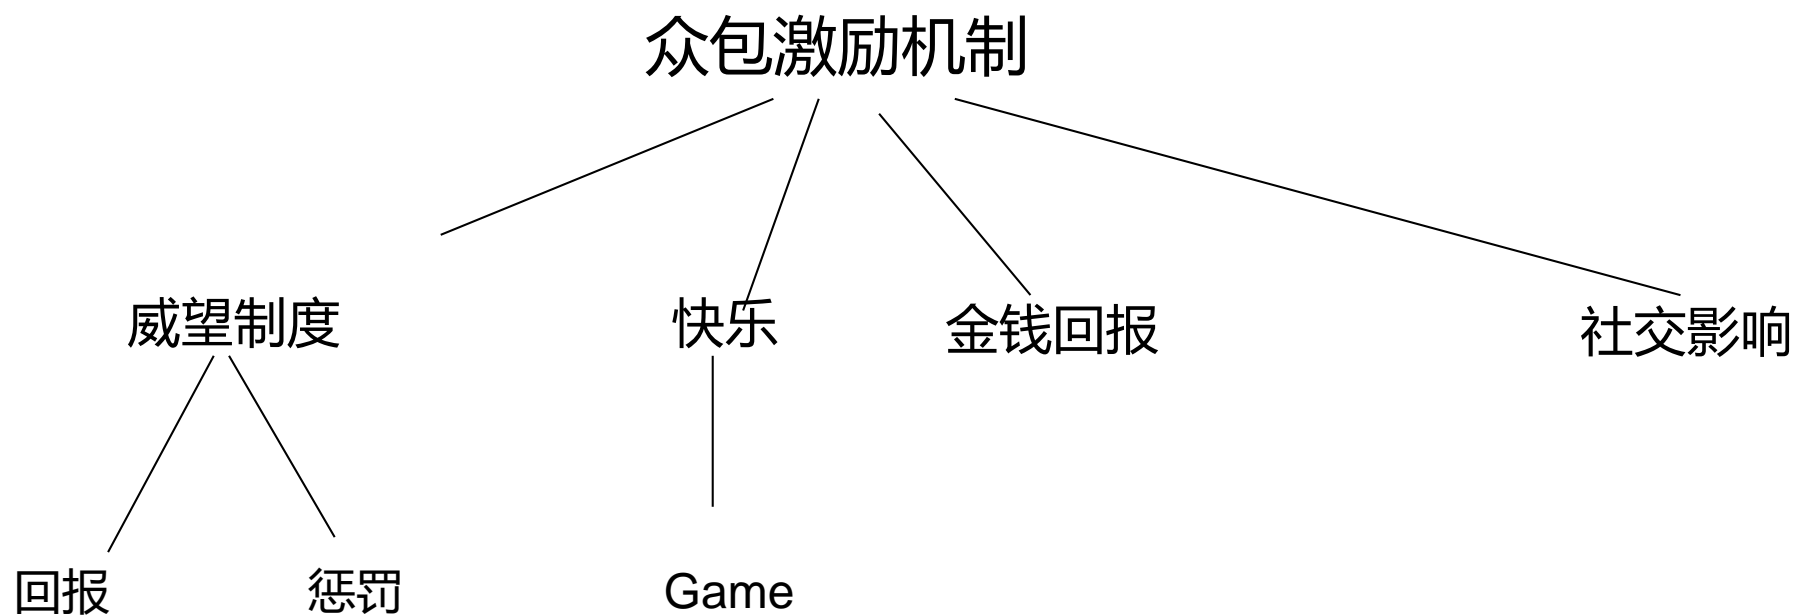 众包激励机制
威望制度
快乐
金钱回报
社交影响
回报
惩罚
Game